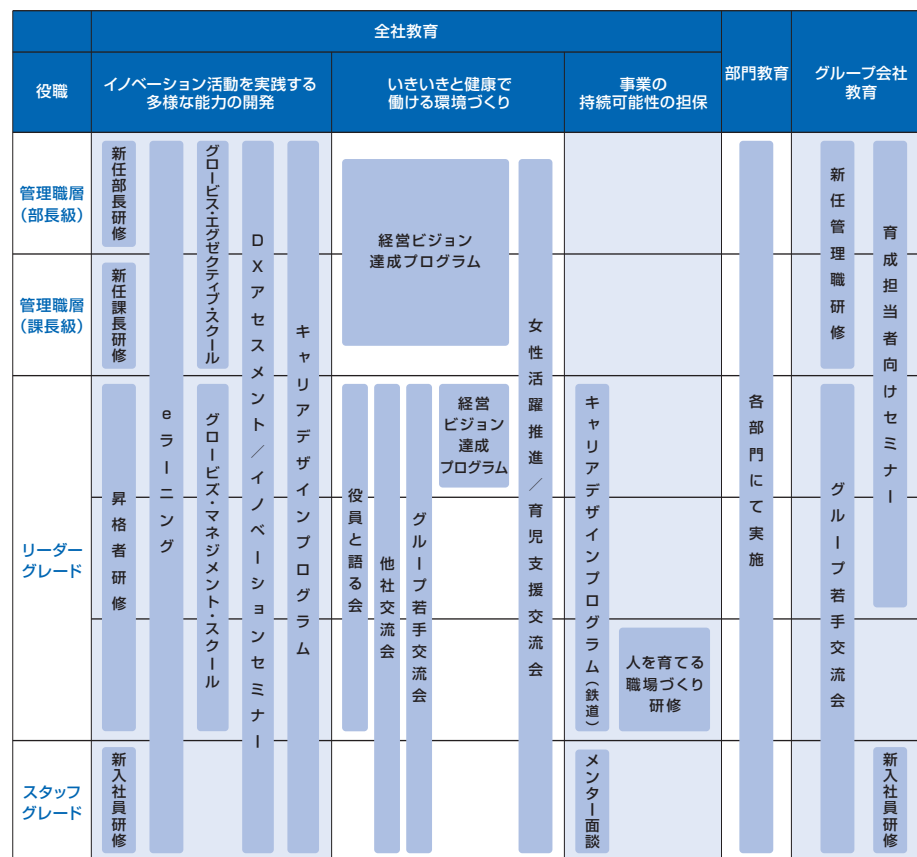 全社教育
役職
イノベーション活動を実践する
多様な能力の開発
いきいきと健康で
働ける環境づくり
事業の
持続可能性の担保
部門教育
グループ会社
教育
管理職層
(部長級)
管理職層
(課長級)
リーダー
グレード
スタッフ
グレード
新任部長研修
新任課長研修
昇格者研修
新入社員研修
eラーニング
グロービス・エグゼクティブ・スクール
グロービズ・マネジメント・スクール
DXアセスメント/イノベーションセミナー
キャリアデザインプログラム
経営ビジョン
達成プログラム
役員と語る会
他社交流会
グループ若手交流会
経営
ビジョン
達成
プログラム
女性活躍推進/育児支援交流会
キャリアデザインプログラム(鉄道)
メンター面談
人を育てる
職場づくり
研修
各部門にて実施
新任管理職研修
グループ若手交流会
育成担当者向けセミナー
新入社員研修